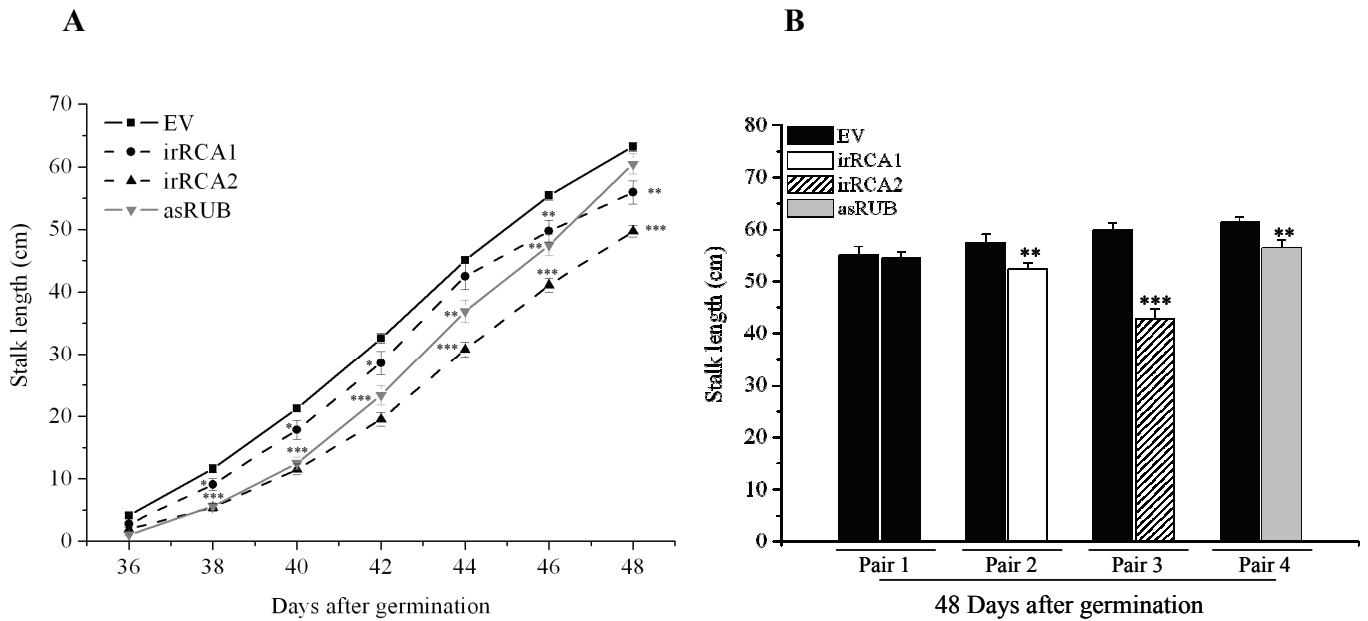 A
Stalk length (cm)
70
60
50
40
30
20
10
0
EV
irRCA1
irRCA2
asRUB
*
***
*
***
*
***
**
***
**
**
***
**
***
36 38 40 42 44 46 48
Days after germination
B
Stalk length (cm)
80
70
60
50
40
30
20
10
0
EV
irRCA1
irRCA2
asRUB
**
***
**
Pair 1 Pair 2 Pair 3 Pair 4
48 Days after germination